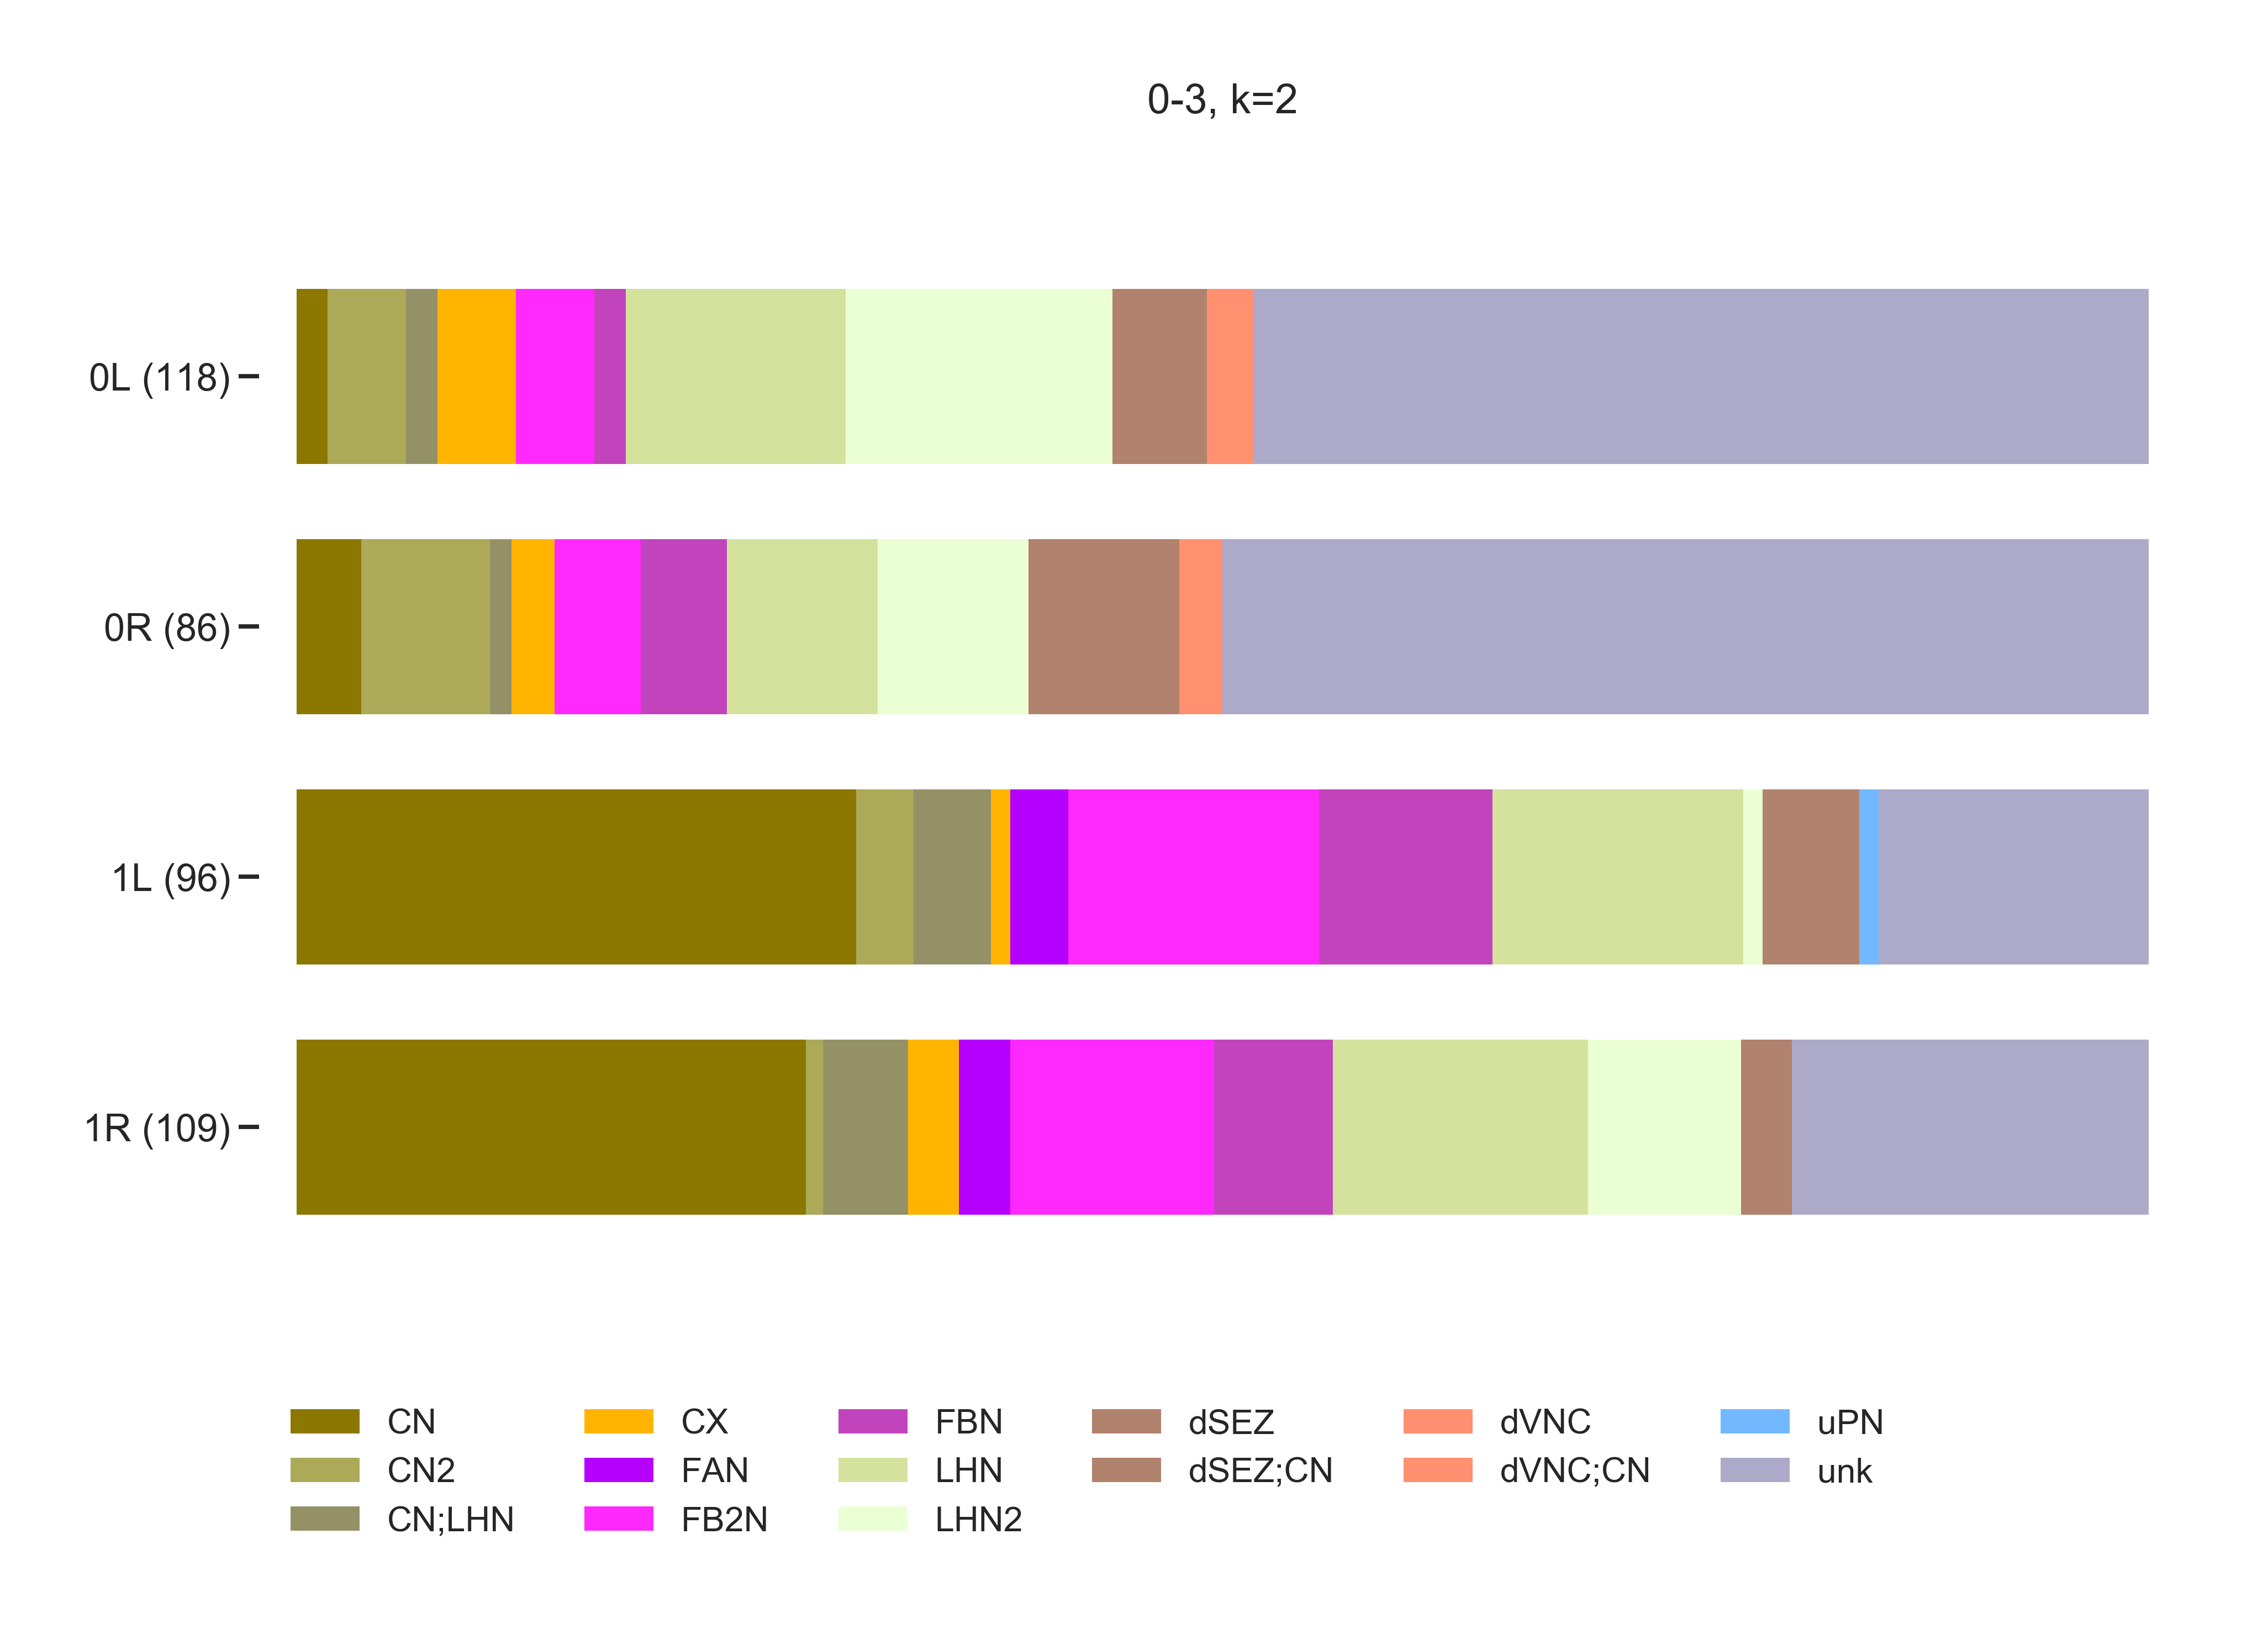 0-3, k=2
0L (118)
0R (86)
1L (96)
1R (109)
CN CX FBN dSEZ dVNC uPN
CN2 FAN LHN dSEZ;CN dVNC;CN unk
CN;LHN FB2N LHN2